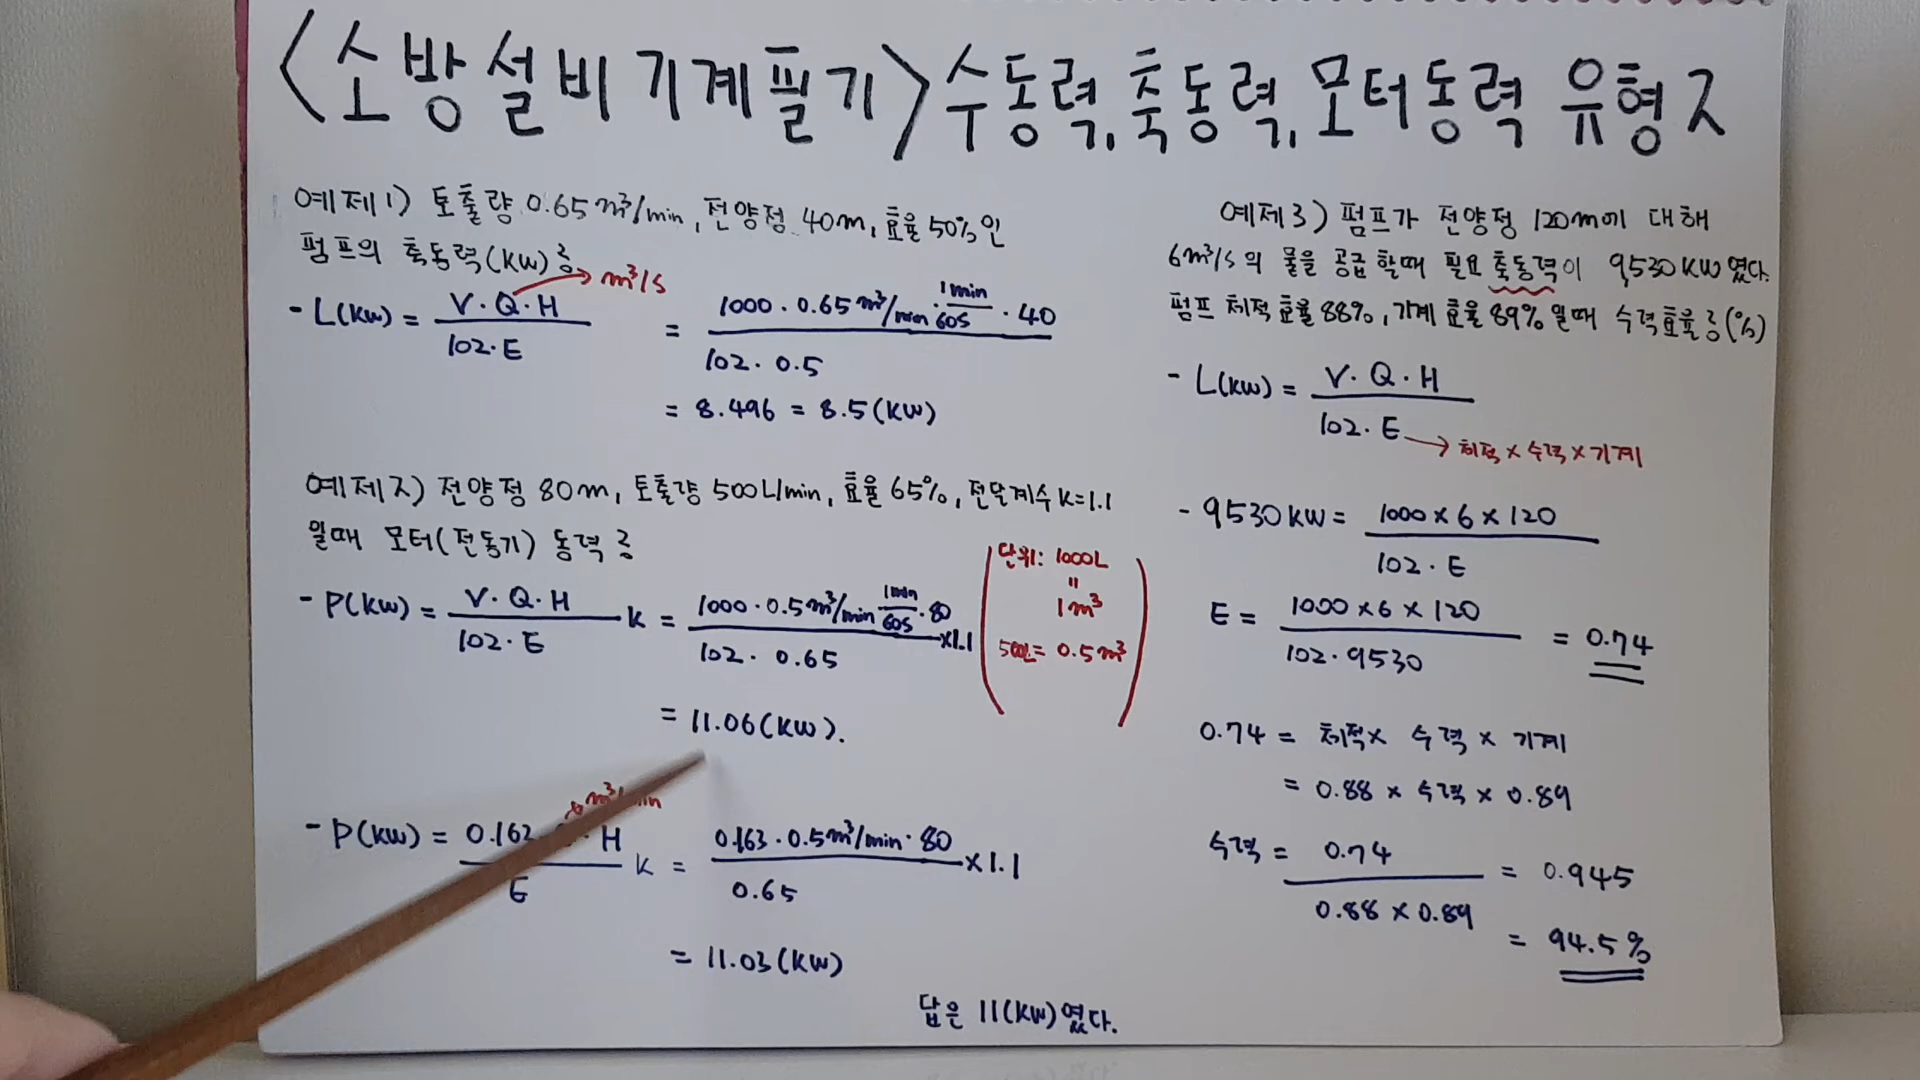 <소방설비기계필기>수동력,축동력,모터동력 유형 2
예제1) 토출량 0.65m³/min, 전양정 40m, 효율 50%인
펌프의 축동력(KW)은
m³/s
- L(KW) = V·Q·H / 102·E = 1000·0.65m³/min·1min/60s·40 / 102·0.5
= 8.496 = 8.5(KW)
예제2) 전양정 80m, 토출량 500L/min, 효율 65%, 전달계수 K=1.1
일때 모터(전동기) 동력은
- P(KW) = V·Q·H / 102·E K = 1000·0.5m³/min 1min/60s·80 / 102·0.65 ×1.1
단위: 1000L
"
1m³
500L= 0.5m³
= 11.06(KW).
- P(KW) = H / E K = 0.163·0.5m³/min·80 / 0.65 ×1.1
= 11.03(KW)
답은 11(KW)였다.
예제3) 펌프가 전양정 120m에 대해
6m³/s의 물을 공급할때 필요 축동력이 9530KW였다.
펌프 체적효율 88%, 기계효율 89%일때 수력효율은(%)
- L(KW) = V·Q·H / 102·E
체적×수력×기계
- 9530KW = 1000×6×120 / 102·E
E = 1000×6×120 / 102·9530 = 0.74
0.74 = 체적× 수력 × 기계
= 0.88 × 수력 × 0.89
수력 = 0.74 / 0.88 × 0.89 = 0.945
= 94.5%